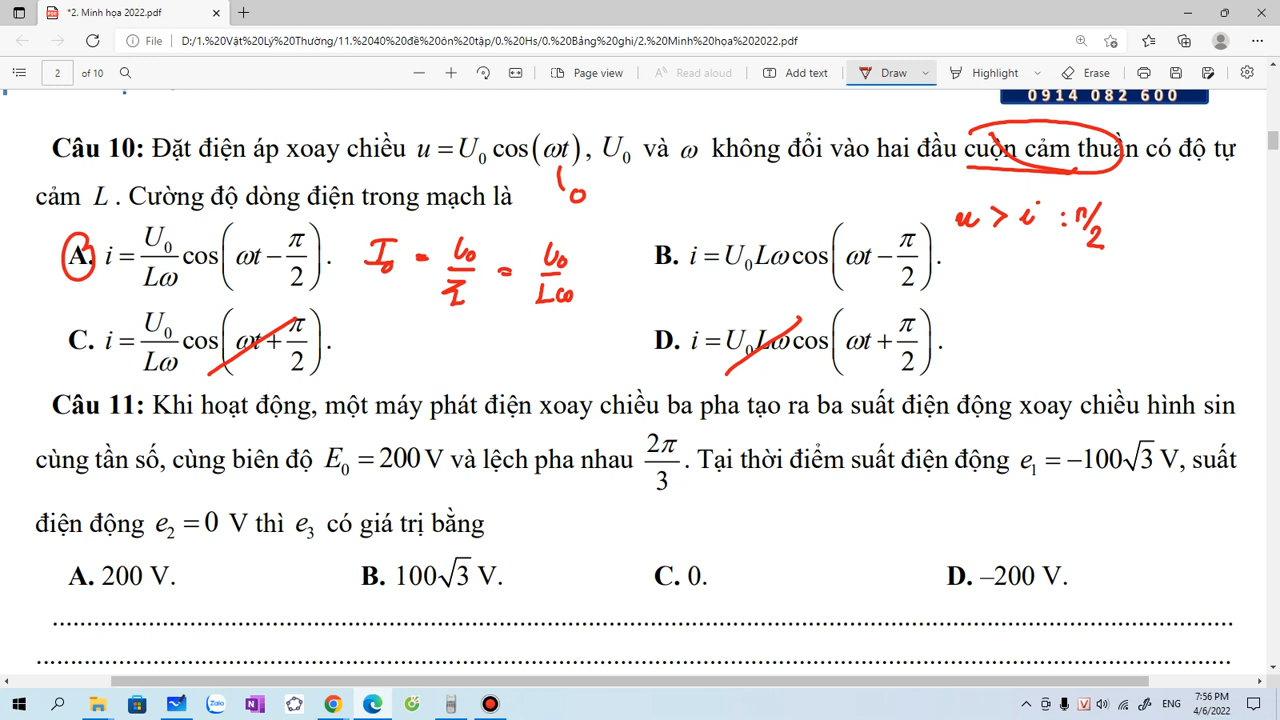 *2. Minh họa 2022.pdf
File D:/1.%20Vật%20Lý%20Thường/11.%2040%20đề%20ôn%20tập/0.%20Hs/0.%20Bảng%20ghi/2.%20Minh%20họa%202022.pdf
2 of 10 Page view Read aloud Add text Draw Highlight Erase
0914 082 600
Câu 10: Đặt điện áp xoay chiều u = U₀ cos(ωt), U₀ và ω không đổi vào hai đầu cuộn cảm thuần có độ tự
0
cảm L. Cường độ dòng điện trong mạch là
u > i : π/2
A. i = U₀/Lω cos(ωt − π/2). I₀ = U₀/Z = U₀/Lω B. i = U₀Lω cos(ωt − π/2).
C. i = U₀/Lω cos(ωt + π/2). D. i = U₀Lω cos(ωt + π/2).
Câu 11: Khi hoạt động, một máy phát điện xoay chiều ba pha tạo ra ba suất điện động xoay chiều hình sin
cùng tần số, cùng biên độ E₀ = 200 V và lệch pha nhau 2π/3. Tại thời điểm suất điện động e₁ = −100√3 V, suất
điện động e₂ = 0 V thì e₃ có giá trị bằng
A. 200 V. B. 100√3 V. C. 0. D. –200 V.
Zalo ENG 7:56 PM
4/6/2022